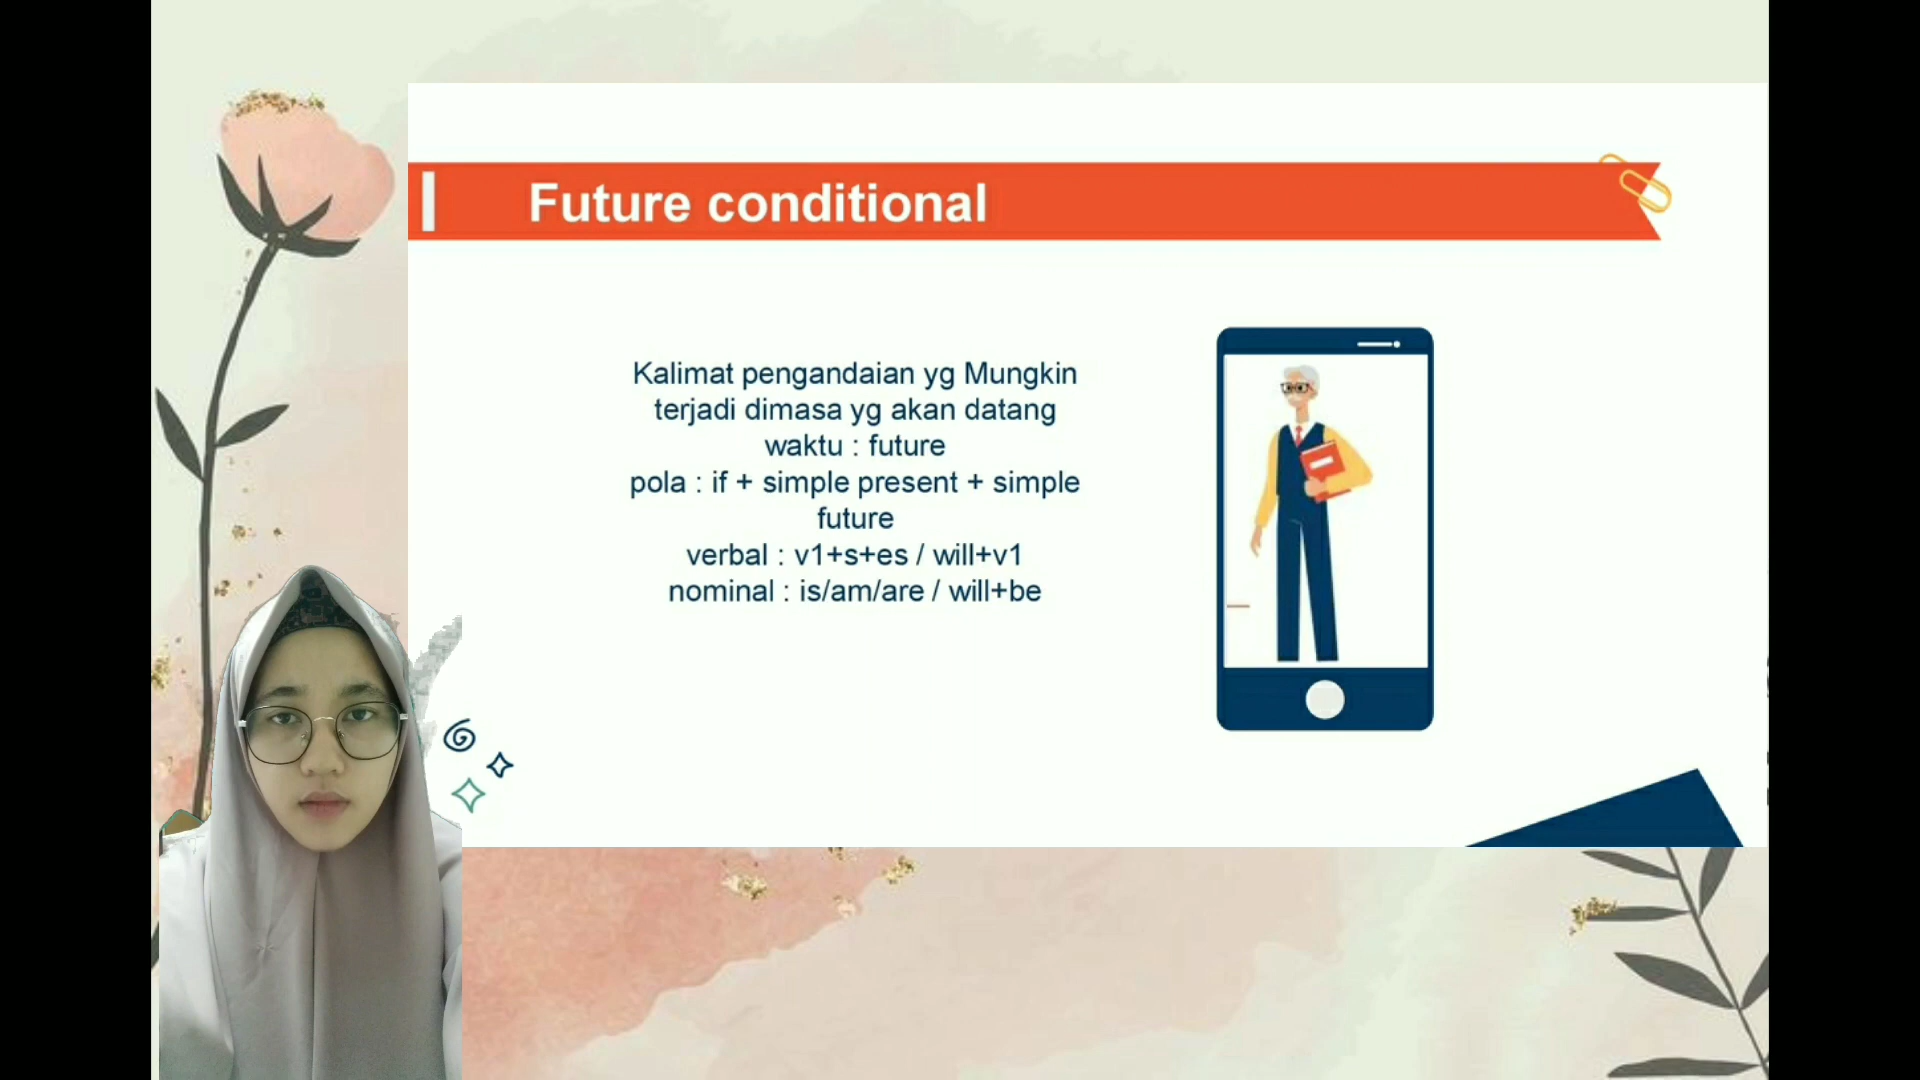 Future conditional
Kalimat pengandaian yg Mungkin
terjadi dimasa yg akan datang
waktu : future
pola : if + simple present + simple
future
verbal : v1+s+es / will+v1
nominal : is/am/are / will+be